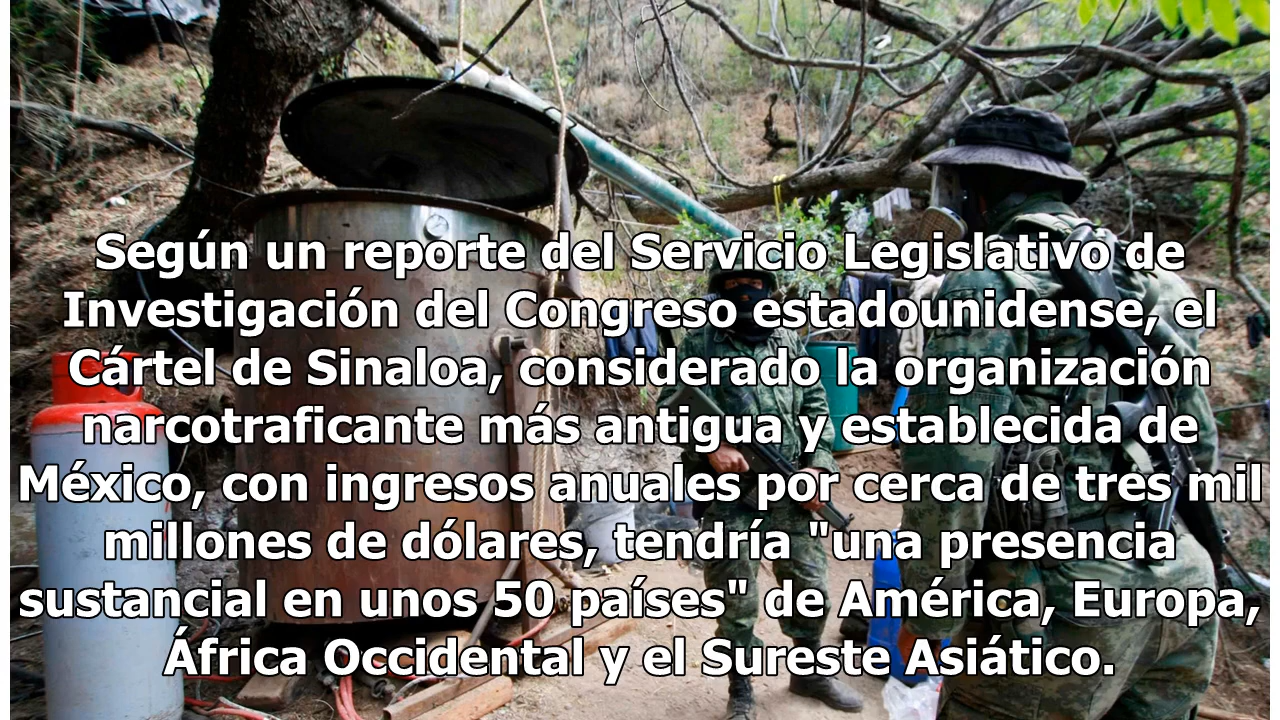 Según un reporte del Servicio Legislativo de
Investigación del Congreso estadounidense, el
Cártel de Sinaloa, considerado la organización
narcotraficante más antigua y establecida de
México, con ingresos anuales por cerca de tres mil
millones de dólares, tendría "una presencia
sustancial en unos 50 países" de América, Europa,
África Occidental y el Sureste Asiático.